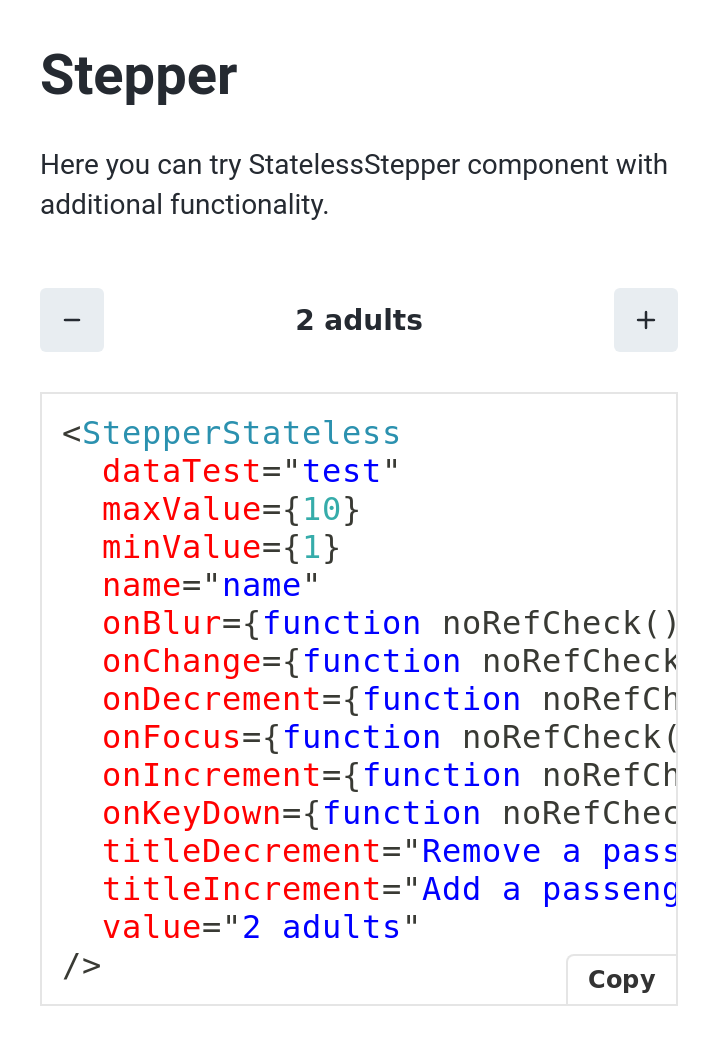 Stepper
Here you can try StatelessStepper component with
additional functionality.
− 2 adults +
<StepperStateless
  dataTest="test"
  maxValue={10}
  minValue={1}
  name="name"
  onBlur={function noRefCheck()
  onChange={function noRefCheck
  onDecrement={function noRefCh
  onFocus={function noRefCheck(
  onIncrement={function noRefCh
  onKeyDown={function noRefChec
  titleDecrement="Remove a pass
  titleIncrement="Add a passeng
  value="2 adults"
/>
Copy